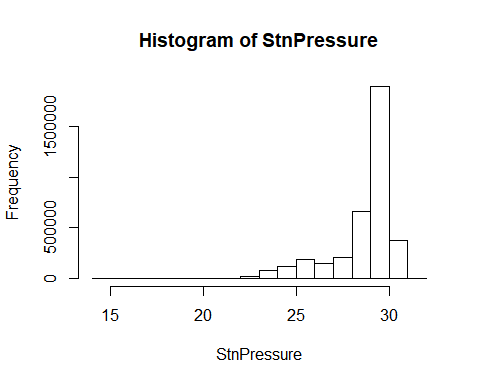 Histogram of StnPressure
Frequency
1500000
500000
0
15 20 25 30
StnPressure